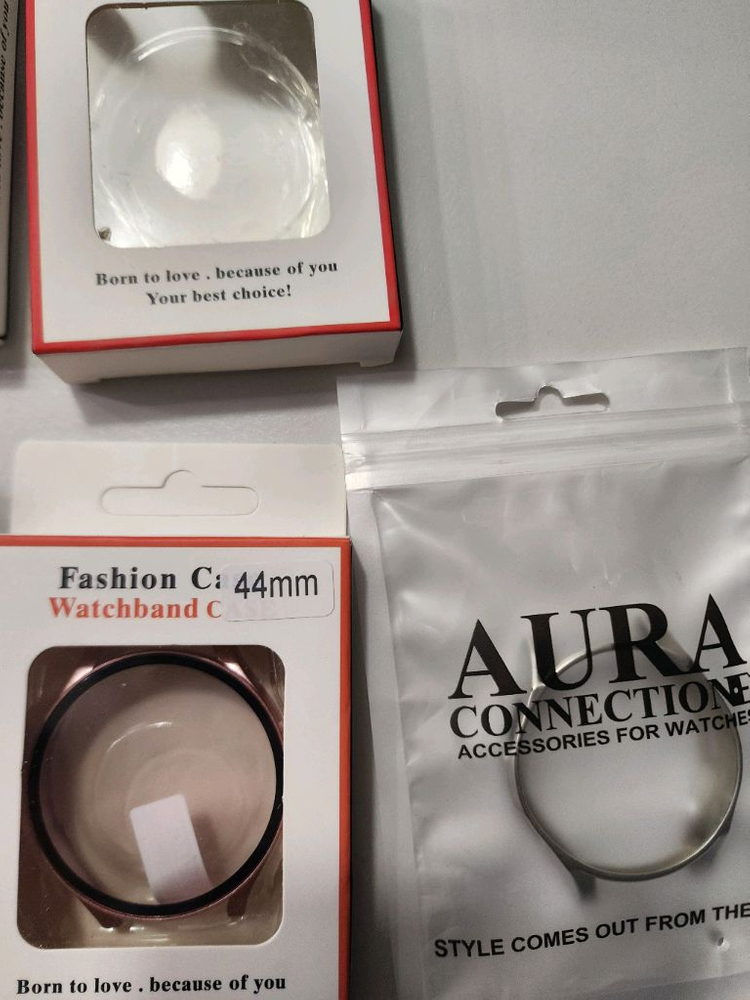 Born to love . because of you
Your best choice!
Fashion
44mm
Watchband
Born to love . because of you
AURA
CONNECTION
ACCESSORIES FOR WATCHES
STYLE COMES OUT FROM THE